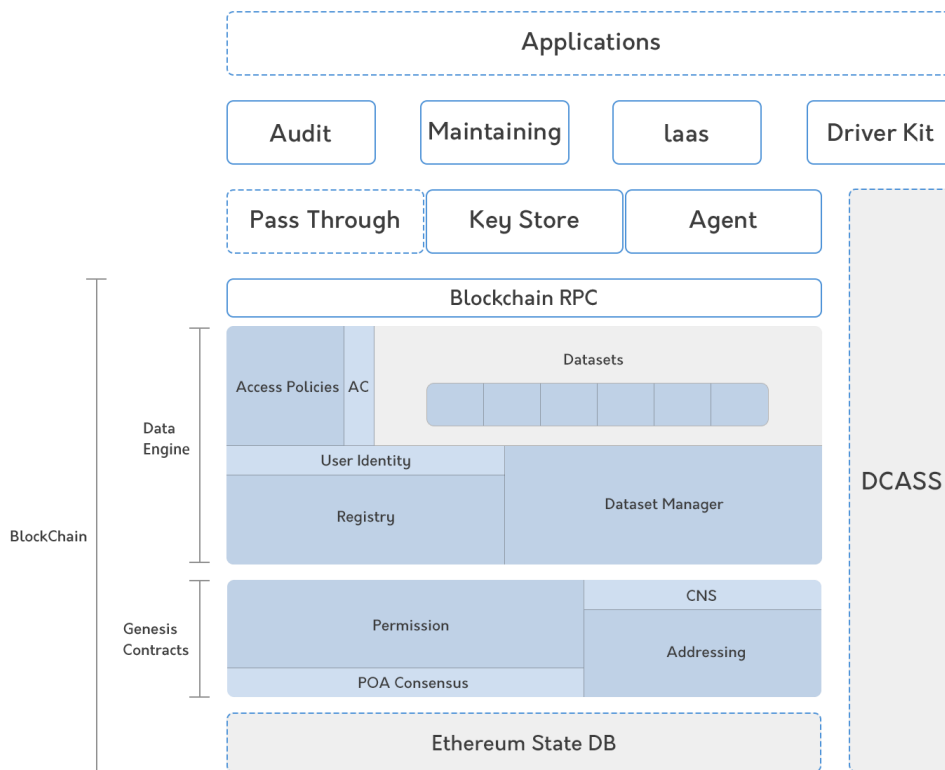 Applications
Audit
Maintaining
laas
Driver Kit
Pass Through
Key Store
Agent
Blockchain RPC
Access Policies
AC
Datasets
Data
Engine
User Identity
Registry
Dataset Manager
DCASS
BlockChain
CNS
Permission
Genesis
Contracts
Addressing
POA Consensus
Ethereum State DB